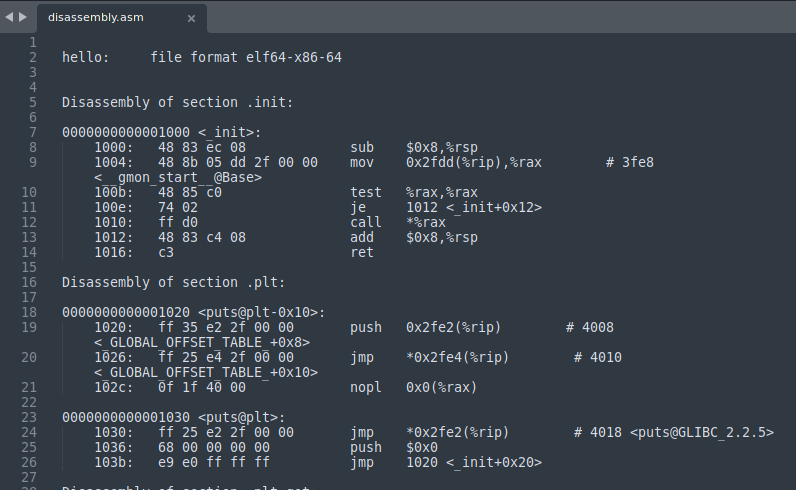 disassembly.asm
1
2 hello:     file format elf64-x86-64
3
4
5 Disassembly of section .init:
6
7 0000000000001000 <_init>:
8     1000:   48 83 ec 08             sub    $0x8,%rsp
9     1004:   48 8b 05 dd 2f 00 00    mov    0x2fdd(%rip),%rax        # 3fe8
    <__gmon_start__@Base>
10     100b:   48 85 c0                test   %rax,%rax
11     100e:   74 02                   je     1012 <_init+0x12>
12     1010:   ff d0                   call   *%rax
13     1012:   48 83 c4 08             add    $0x8,%rsp
14     1016:   c3                      ret
15
16 Disassembly of section .plt:
17
18 0000000000001020 <puts@plt-0x10>:
19     1020:   ff 35 e2 2f 00 00       push   0x2fe2(%rip)        # 4008
    <_GLOBAL_OFFSET_TABLE_+0x8>
20     1026:   ff 25 e4 2f 00 00       jmp    *0x2fe4(%rip)        # 4010
    <_GLOBAL_OFFSET_TABLE_+0x10>
21     102c:   0f 1f 40 00             nopl   0x0(%rax)
22
23 0000000000001030 <puts@plt>:
24     1030:   ff 25 e2 2f 00 00       jmp    *0x2fe2(%rip)        # 4018 <puts@GLIBC_2.2.5>
25     1036:   68 00 00 00 00          push   $0x0
26     103b:   e9 e0 ff ff ff          jmp    1020 <_init+0x20>
27
28 Disassembly of section .plt.got: